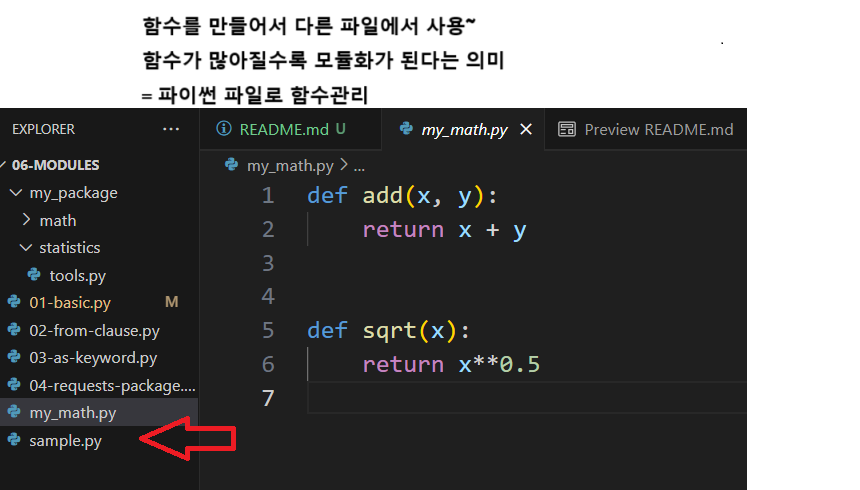 함수를 만들어서 다른 파일에서 사용~
.
함수가 많아질수록 모듈화가 된다는 의미
= 파이썬 파일로 함수관리
EXPLORER ...
06-MODULES
my_package
math
statistics
tools.py
01-basic.py M
02-from-clause.py
03-as-keyword.py
04-requests-package....
my_math.py
sample.py
README.md U
my_math.py
Preview README.md
my_math.py > ...
1 def add(x, y):
2 return x + y
3
4
5 def sqrt(x):
6 return x**0.5
7